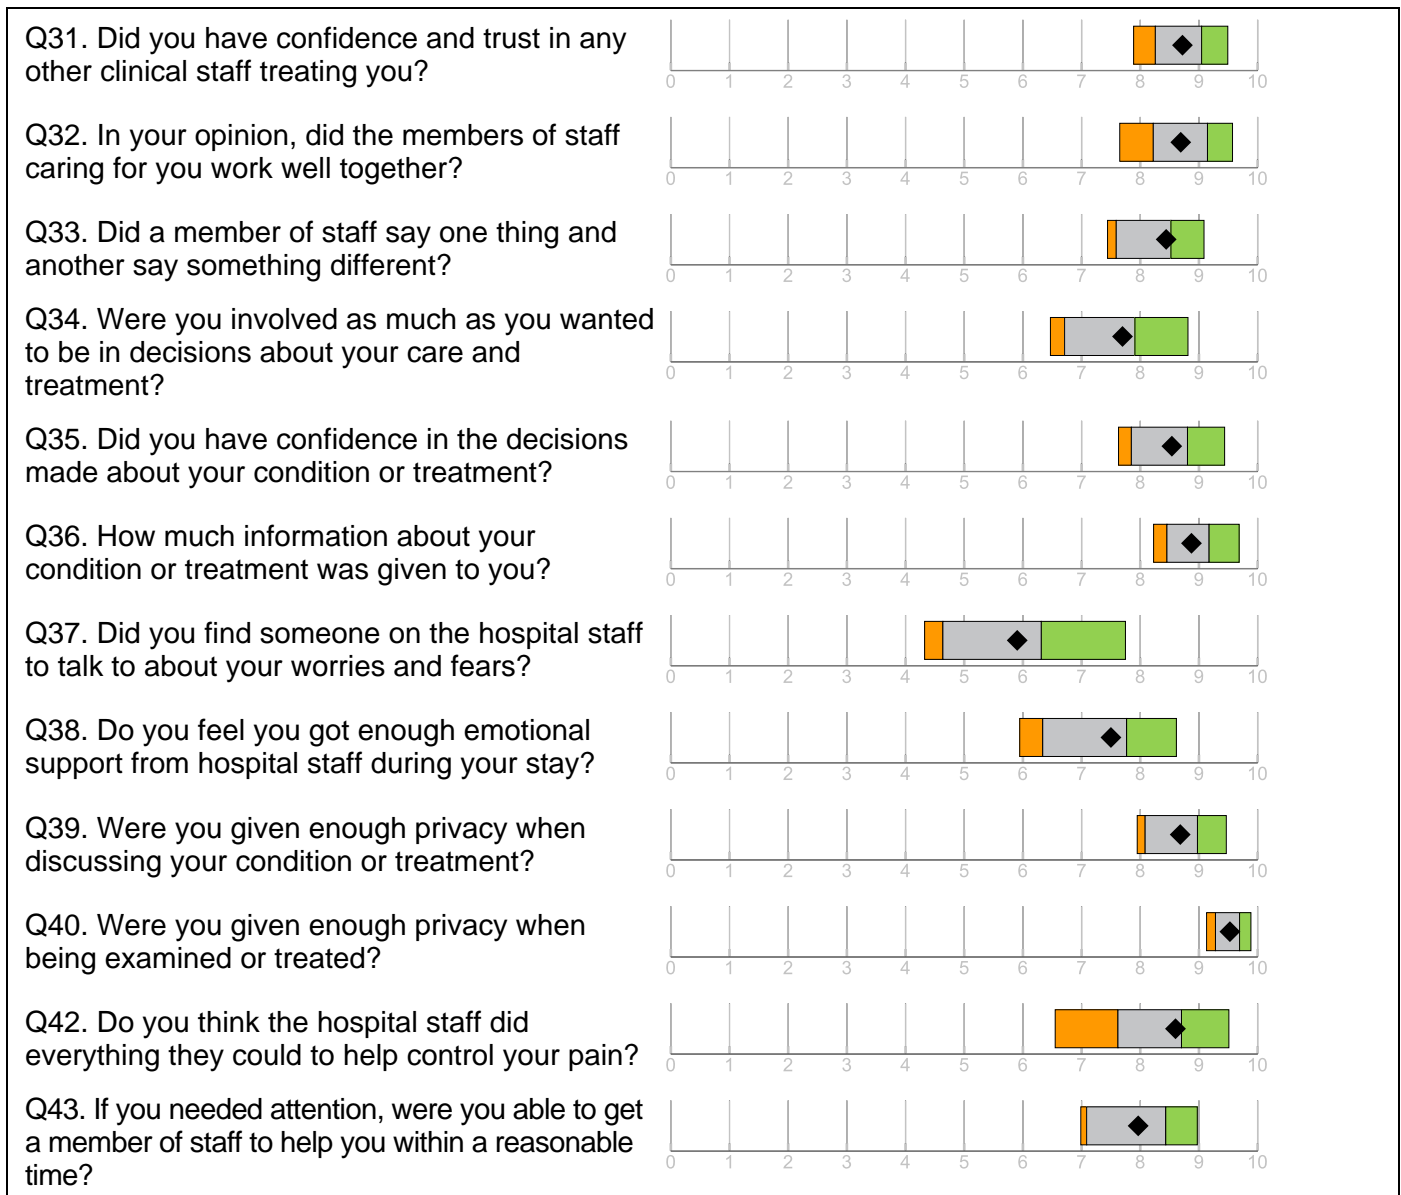 Q31. Did you have confidence and trust in any
other clinical staff treating you?
0 1 2 3 4 5 6 7 8 9 10
Q32. In your opinion, did the members of staff
caring for you work well together?
0 1 2 3 4 5 6 7 8 9 10
Q33. Did a member of staff say one thing and
another say something different?
0 1 2 3 4 5 6 7 8 9 10
Q34. Were you involved as much as you wanted
to be in decisions about your care and
treatment?
0 1 2 3 4 5 6 7 8 9 10
Q35. Did you have confidence in the decisions
made about your condition or treatment?
0 1 2 3 4 5 6 7 8 9 10
Q36. How much information about your
condition or treatment was given to you?
0 1 2 3 4 5 6 7 8 9 10
Q37. Did you find someone on the hospital staff
to talk to about your worries and fears?
0 1 2 3 4 5 6 7 8 9 10
Q38. Do you feel you got enough emotional
support from hospital staff during your stay?
0 1 2 3 4 5 6 7 8 9 10
Q39. Were you given enough privacy when
discussing your condition or treatment?
0 1 2 3 4 5 6 7 8 9 10
Q40. Were you given enough privacy when
being examined or treated?
0 1 2 3 4 5 6 7 8 9 10
Q42. Do you think the hospital staff did
everything they could to help control your pain?
0 1 2 3 4 5 6 7 8 9 10
Q43. If you needed attention, were you able to get
a member of staff to help you within a reasonable
time?
0 1 2 3 4 5 6 7 8 9 10